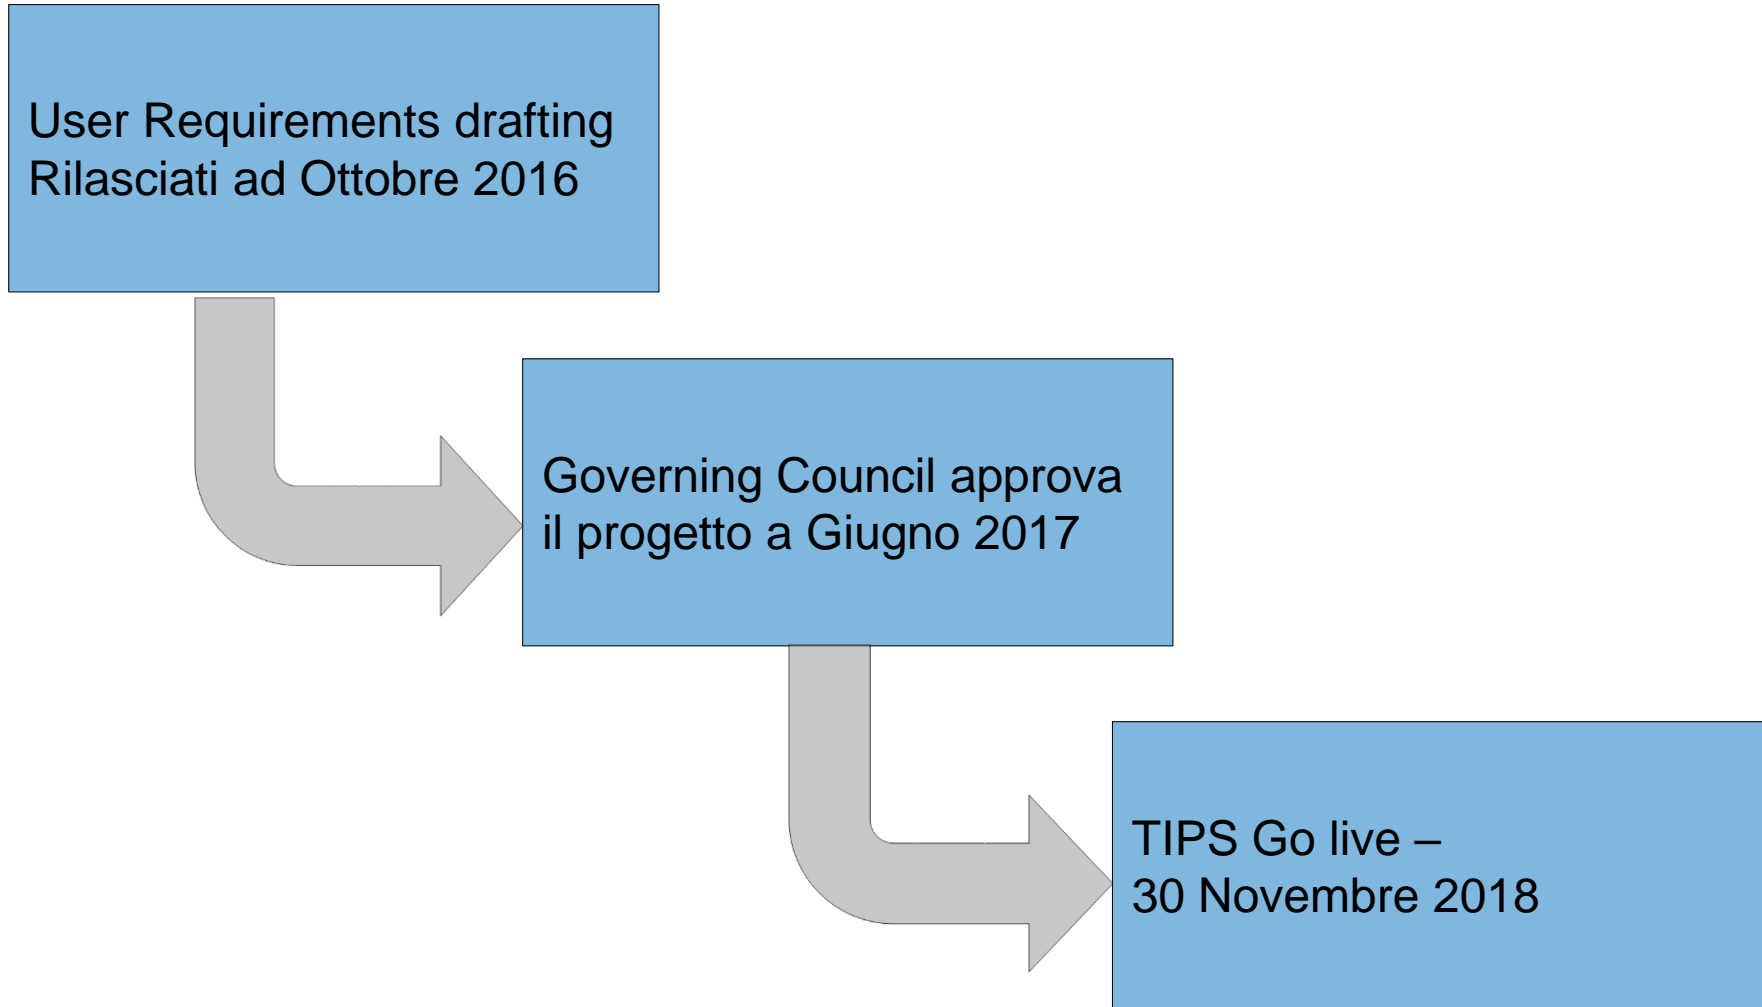 User Requirements drafting
Rilasciati ad Ottobre 2016
Governing Council approva
il progetto a Giugno 2017
TIPS Go live –
30 Novembre 2018